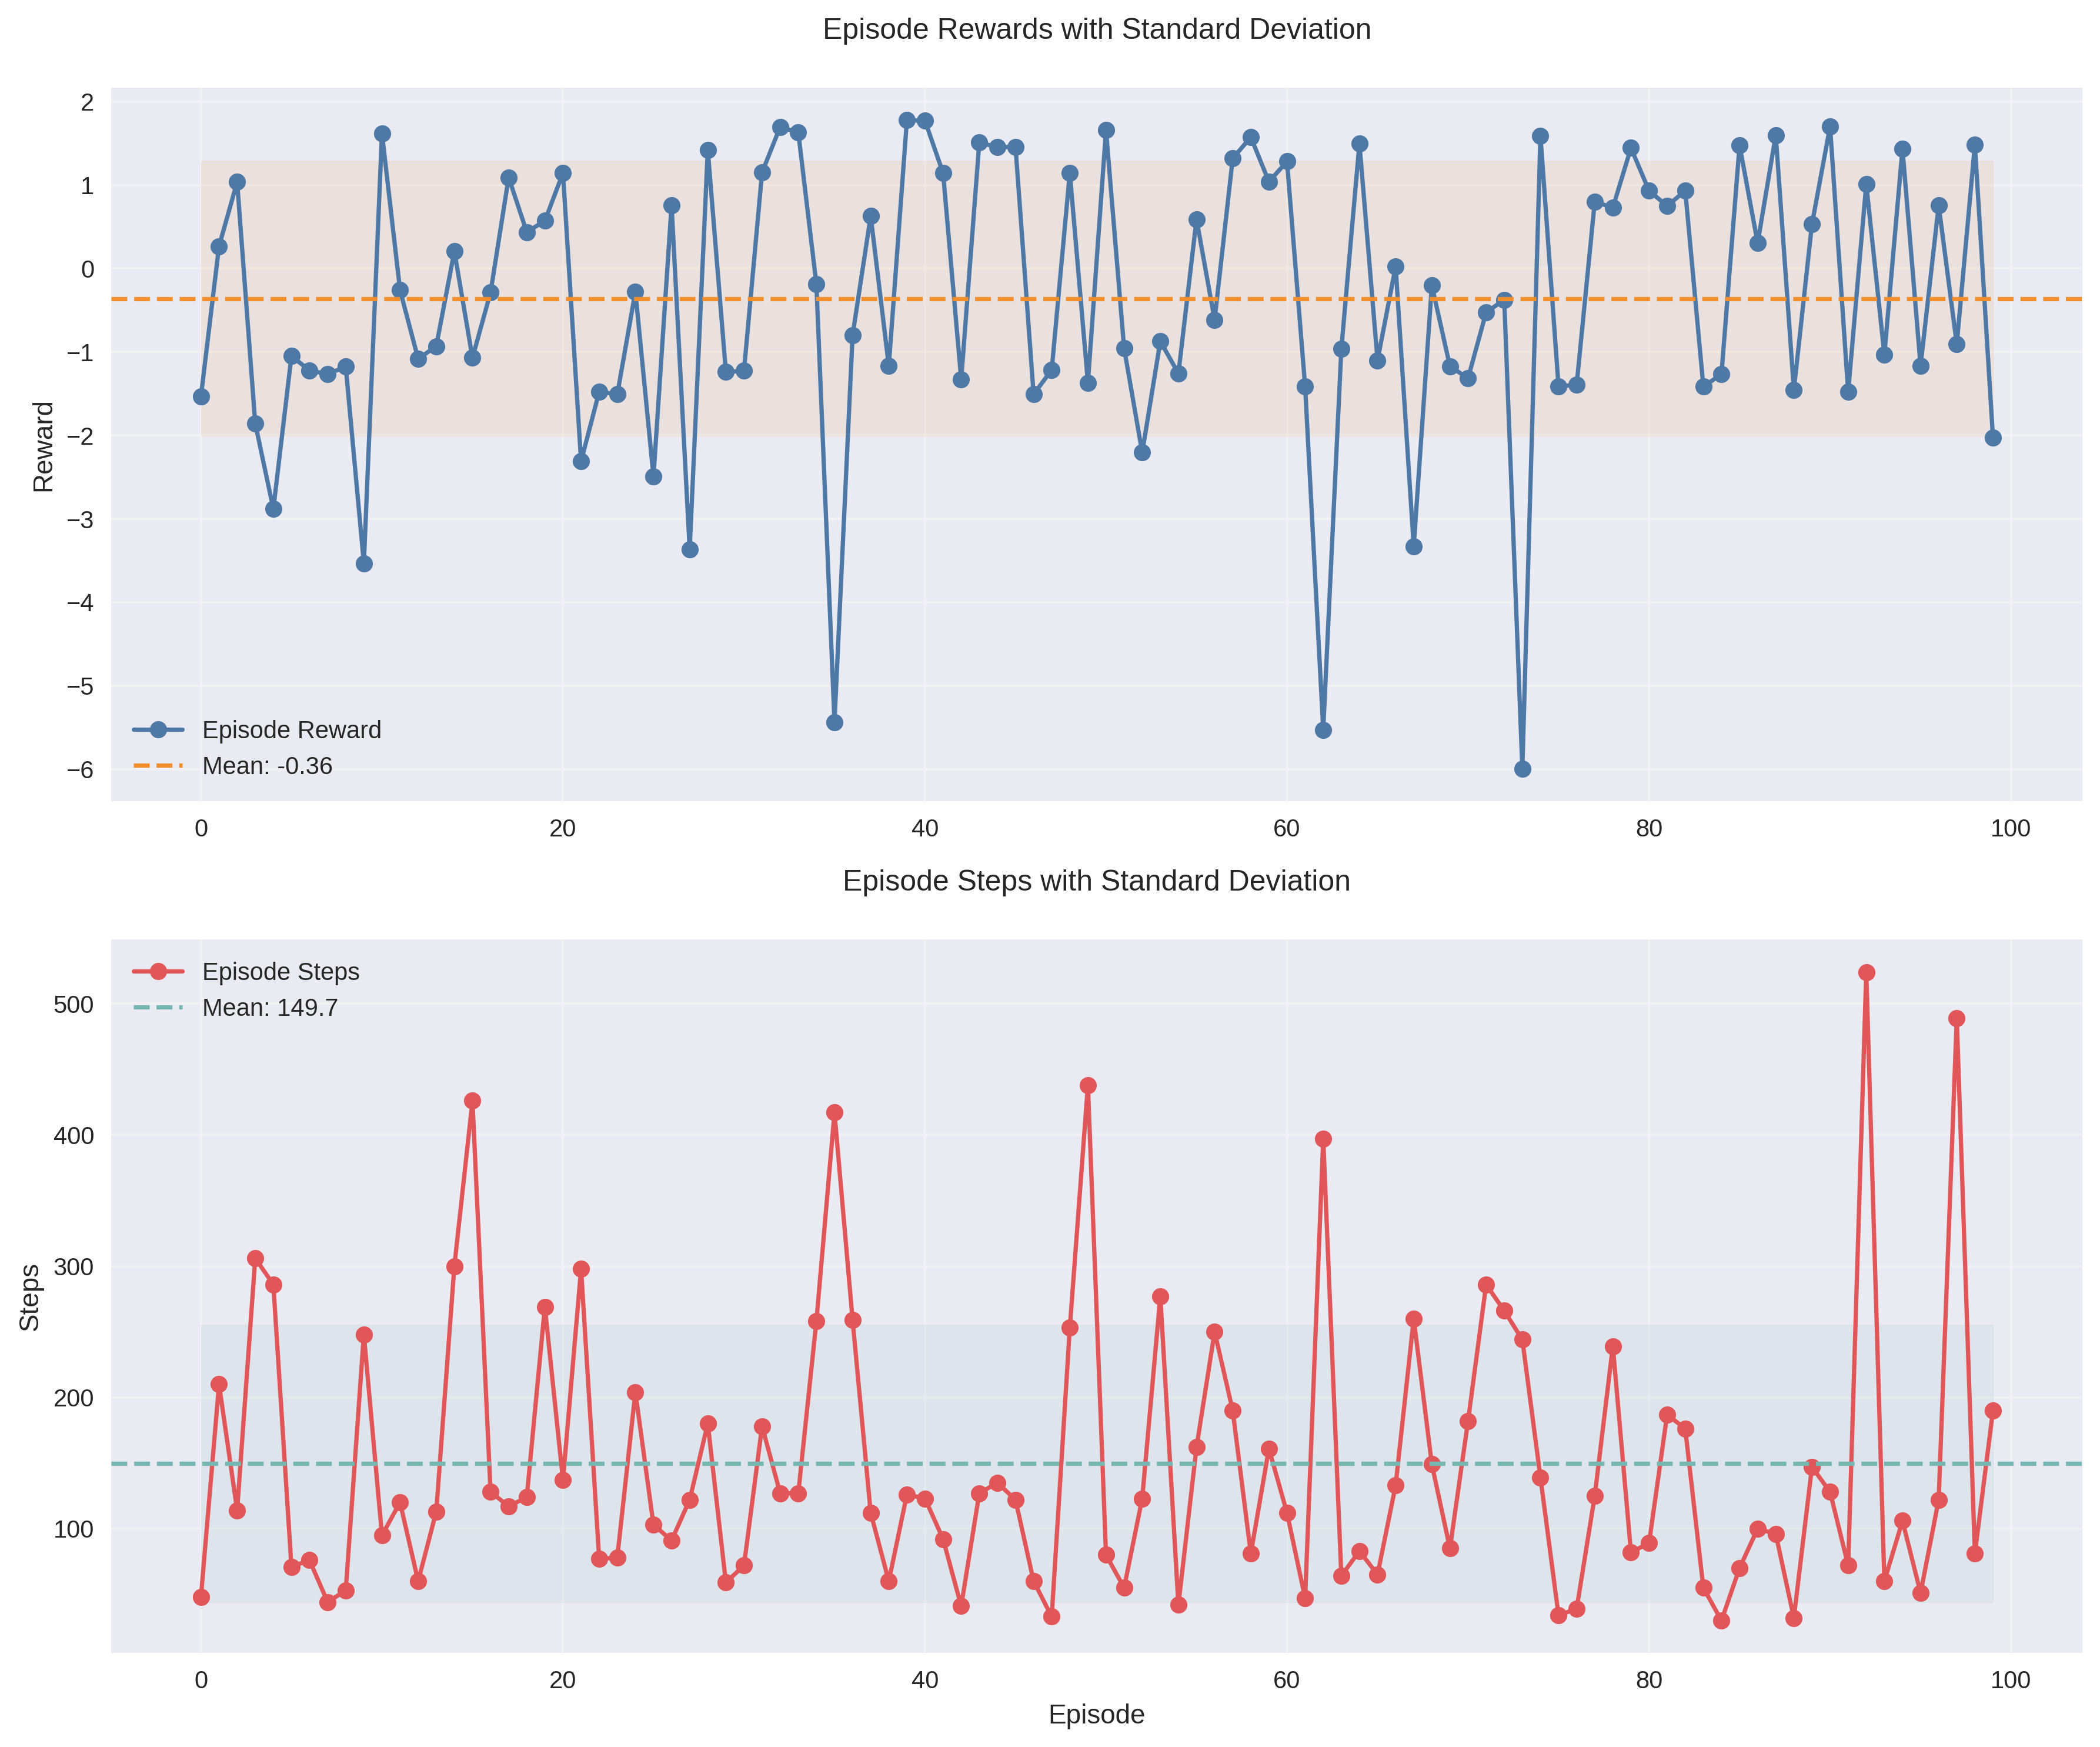 Episode Rewards with Standard Deviation
2
1
0
−1
−2
−3
−4
−5
−6
Reward
Episode Reward
Mean: -0.36
0 20 40 60 80 100
Episode Steps with Standard Deviation
Episode Steps
Mean: 149.7
500
400
300
200
100
Steps
0 20 40 60 80 100
Episode